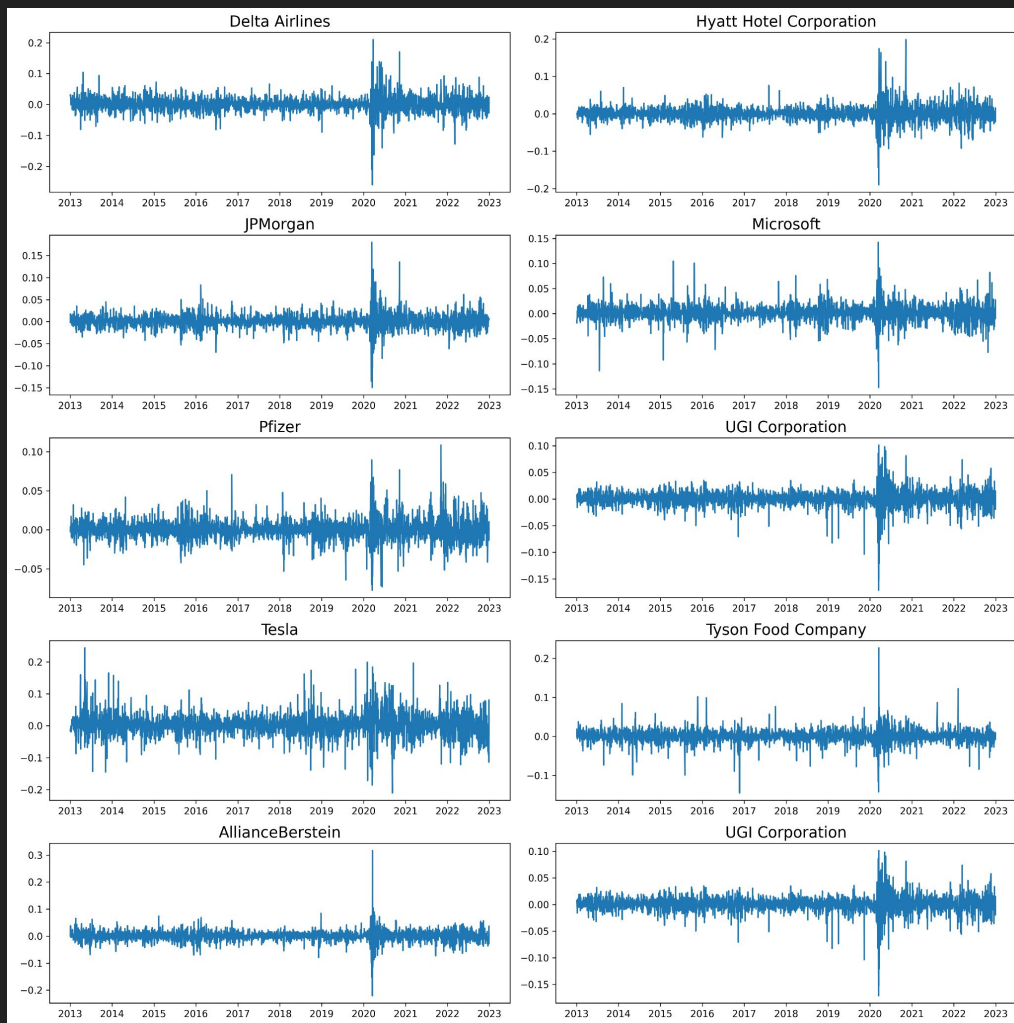 Delta Airlines
0.2
0.1
0.0
−0.1
−0.2
2013 2014 2015 2016 2017 2018 2019 2020 2021 2022 2023
Hyatt Hotel Corporation
0.2
0.1
0.0
−0.1
−0.2
2013 2014 2015 2016 2017 2018 2019 2020 2021 2022 2023
JPMorgan
0.15
0.10
0.05
0.00
−0.05
−0.10
−0.15
2013 2014 2015 2016 2017 2018 2019 2020 2021 2022 2023
Microsoft
0.15
0.10
0.05
0.00
−0.05
−0.10
−0.15
2013 2014 2015 2016 2017 2018 2019 2020 2021 2022 2023
Pfizer
0.10
0.05
0.00
−0.05
2013 2014 2015 2016 2017 2018 2019 2020 2021 2022 2023
UGI Corporation
0.10
0.05
0.00
−0.05
−0.10
−0.15
2013 2014 2015 2016 2017 2018 2019 2020 2021 2022 2023
Tesla
0.2
0.1
0.0
−0.1
−0.2
2013 2014 2015 2016 2017 2018 2019 2020 2021 2022 2023
Tyson Food Company
0.2
0.1
0.0
−0.1
2013 2014 2015 2016 2017 2018 2019 2020 2021 2022 2023
AllianceBerstein
0.3
0.2
0.1
0.0
−0.1
−0.2
2013 2014 2015 2016 2017 2018 2019 2020 2021 2022 2023
UGI Corporation
0.10
0.05
0.00
−0.05
−0.10
−0.15
2013 2014 2015 2016 2017 2018 2019 2020 2021 2022 2023